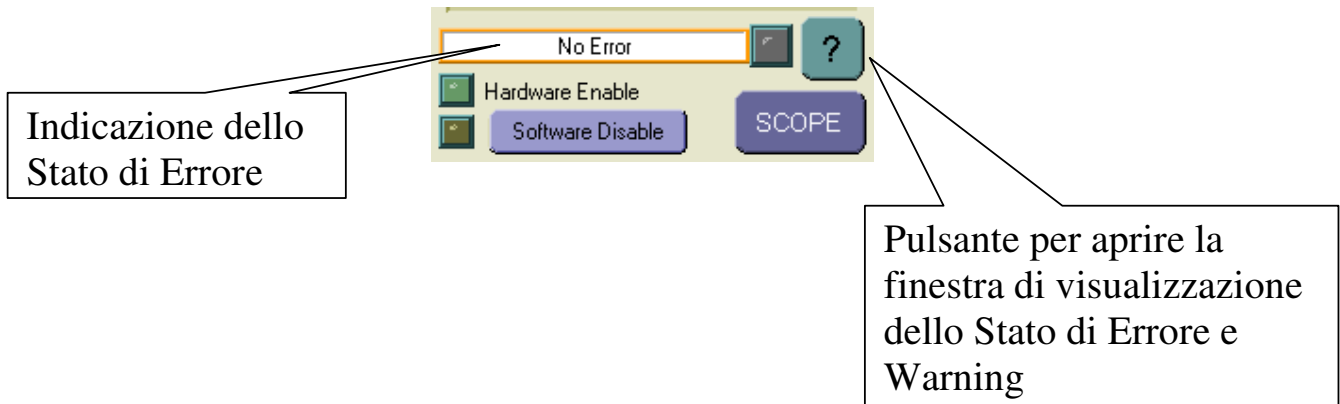 No Error
?
Hardware Enable
Software Disable
SCOPE
Indicazione dello
Stato di Errore
Pulsante per aprire la
finestra di visualizzazione
dello Stato di Errore e
Warning